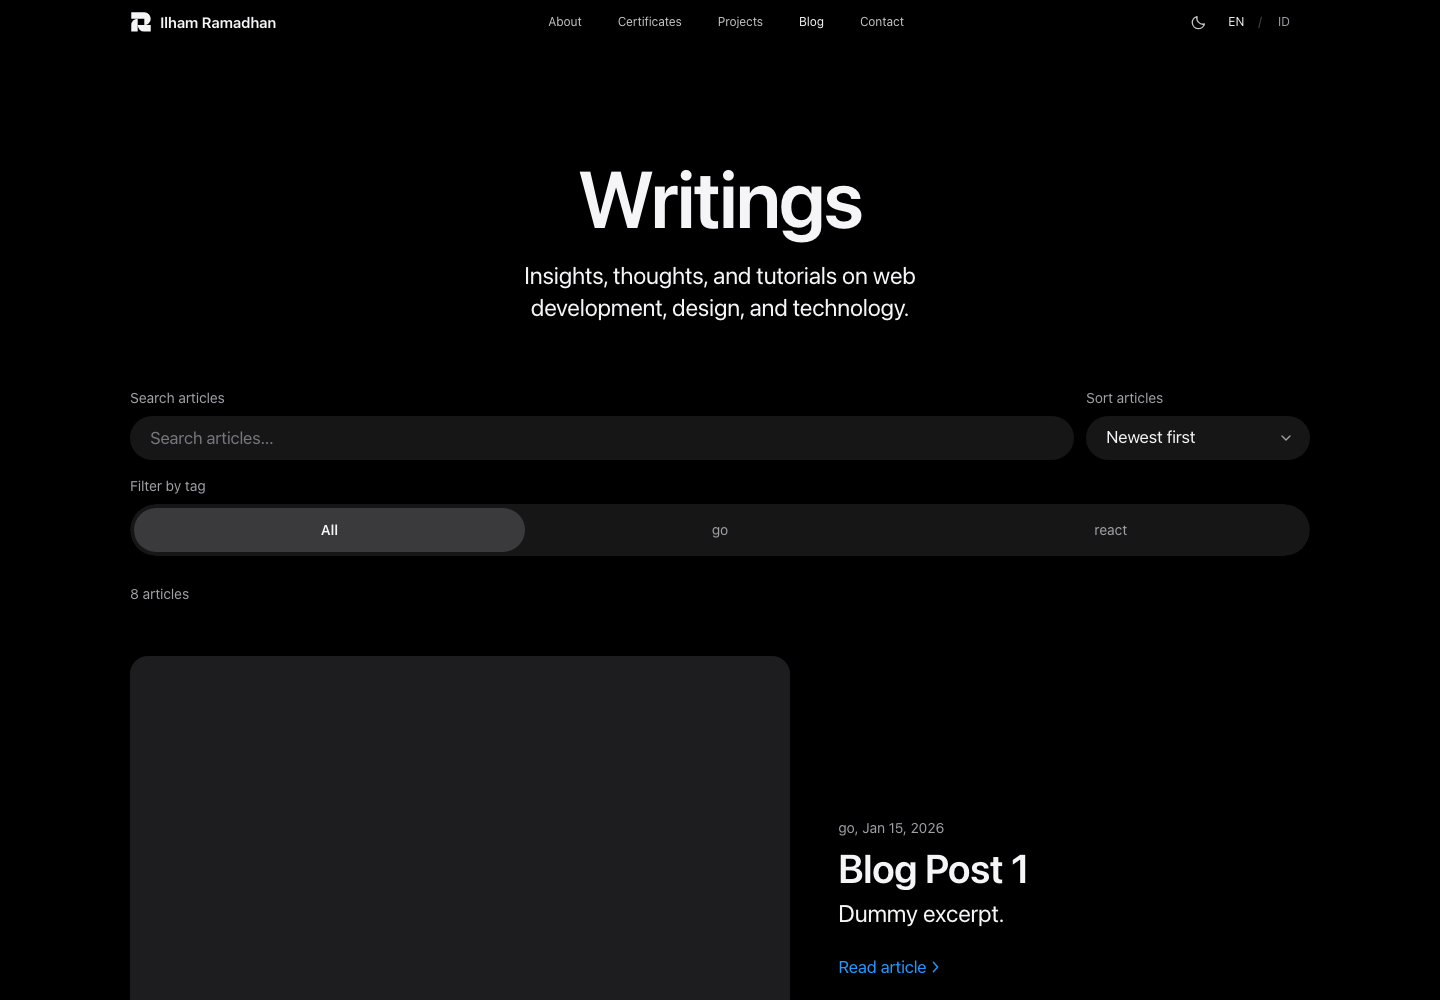 Ilham Ramadhan
About
Certificates
Projects
Blog
Contact
EN / ID
Writings
Insights, thoughts, and tutorials on web
development, design, and technology.
Search articles
Sort articles
Search articles...
Newest first
Filter by tag
All
go
react
8 articles
go, Jan 15, 2026
Blog Post 1
Dummy excerpt.
Read article